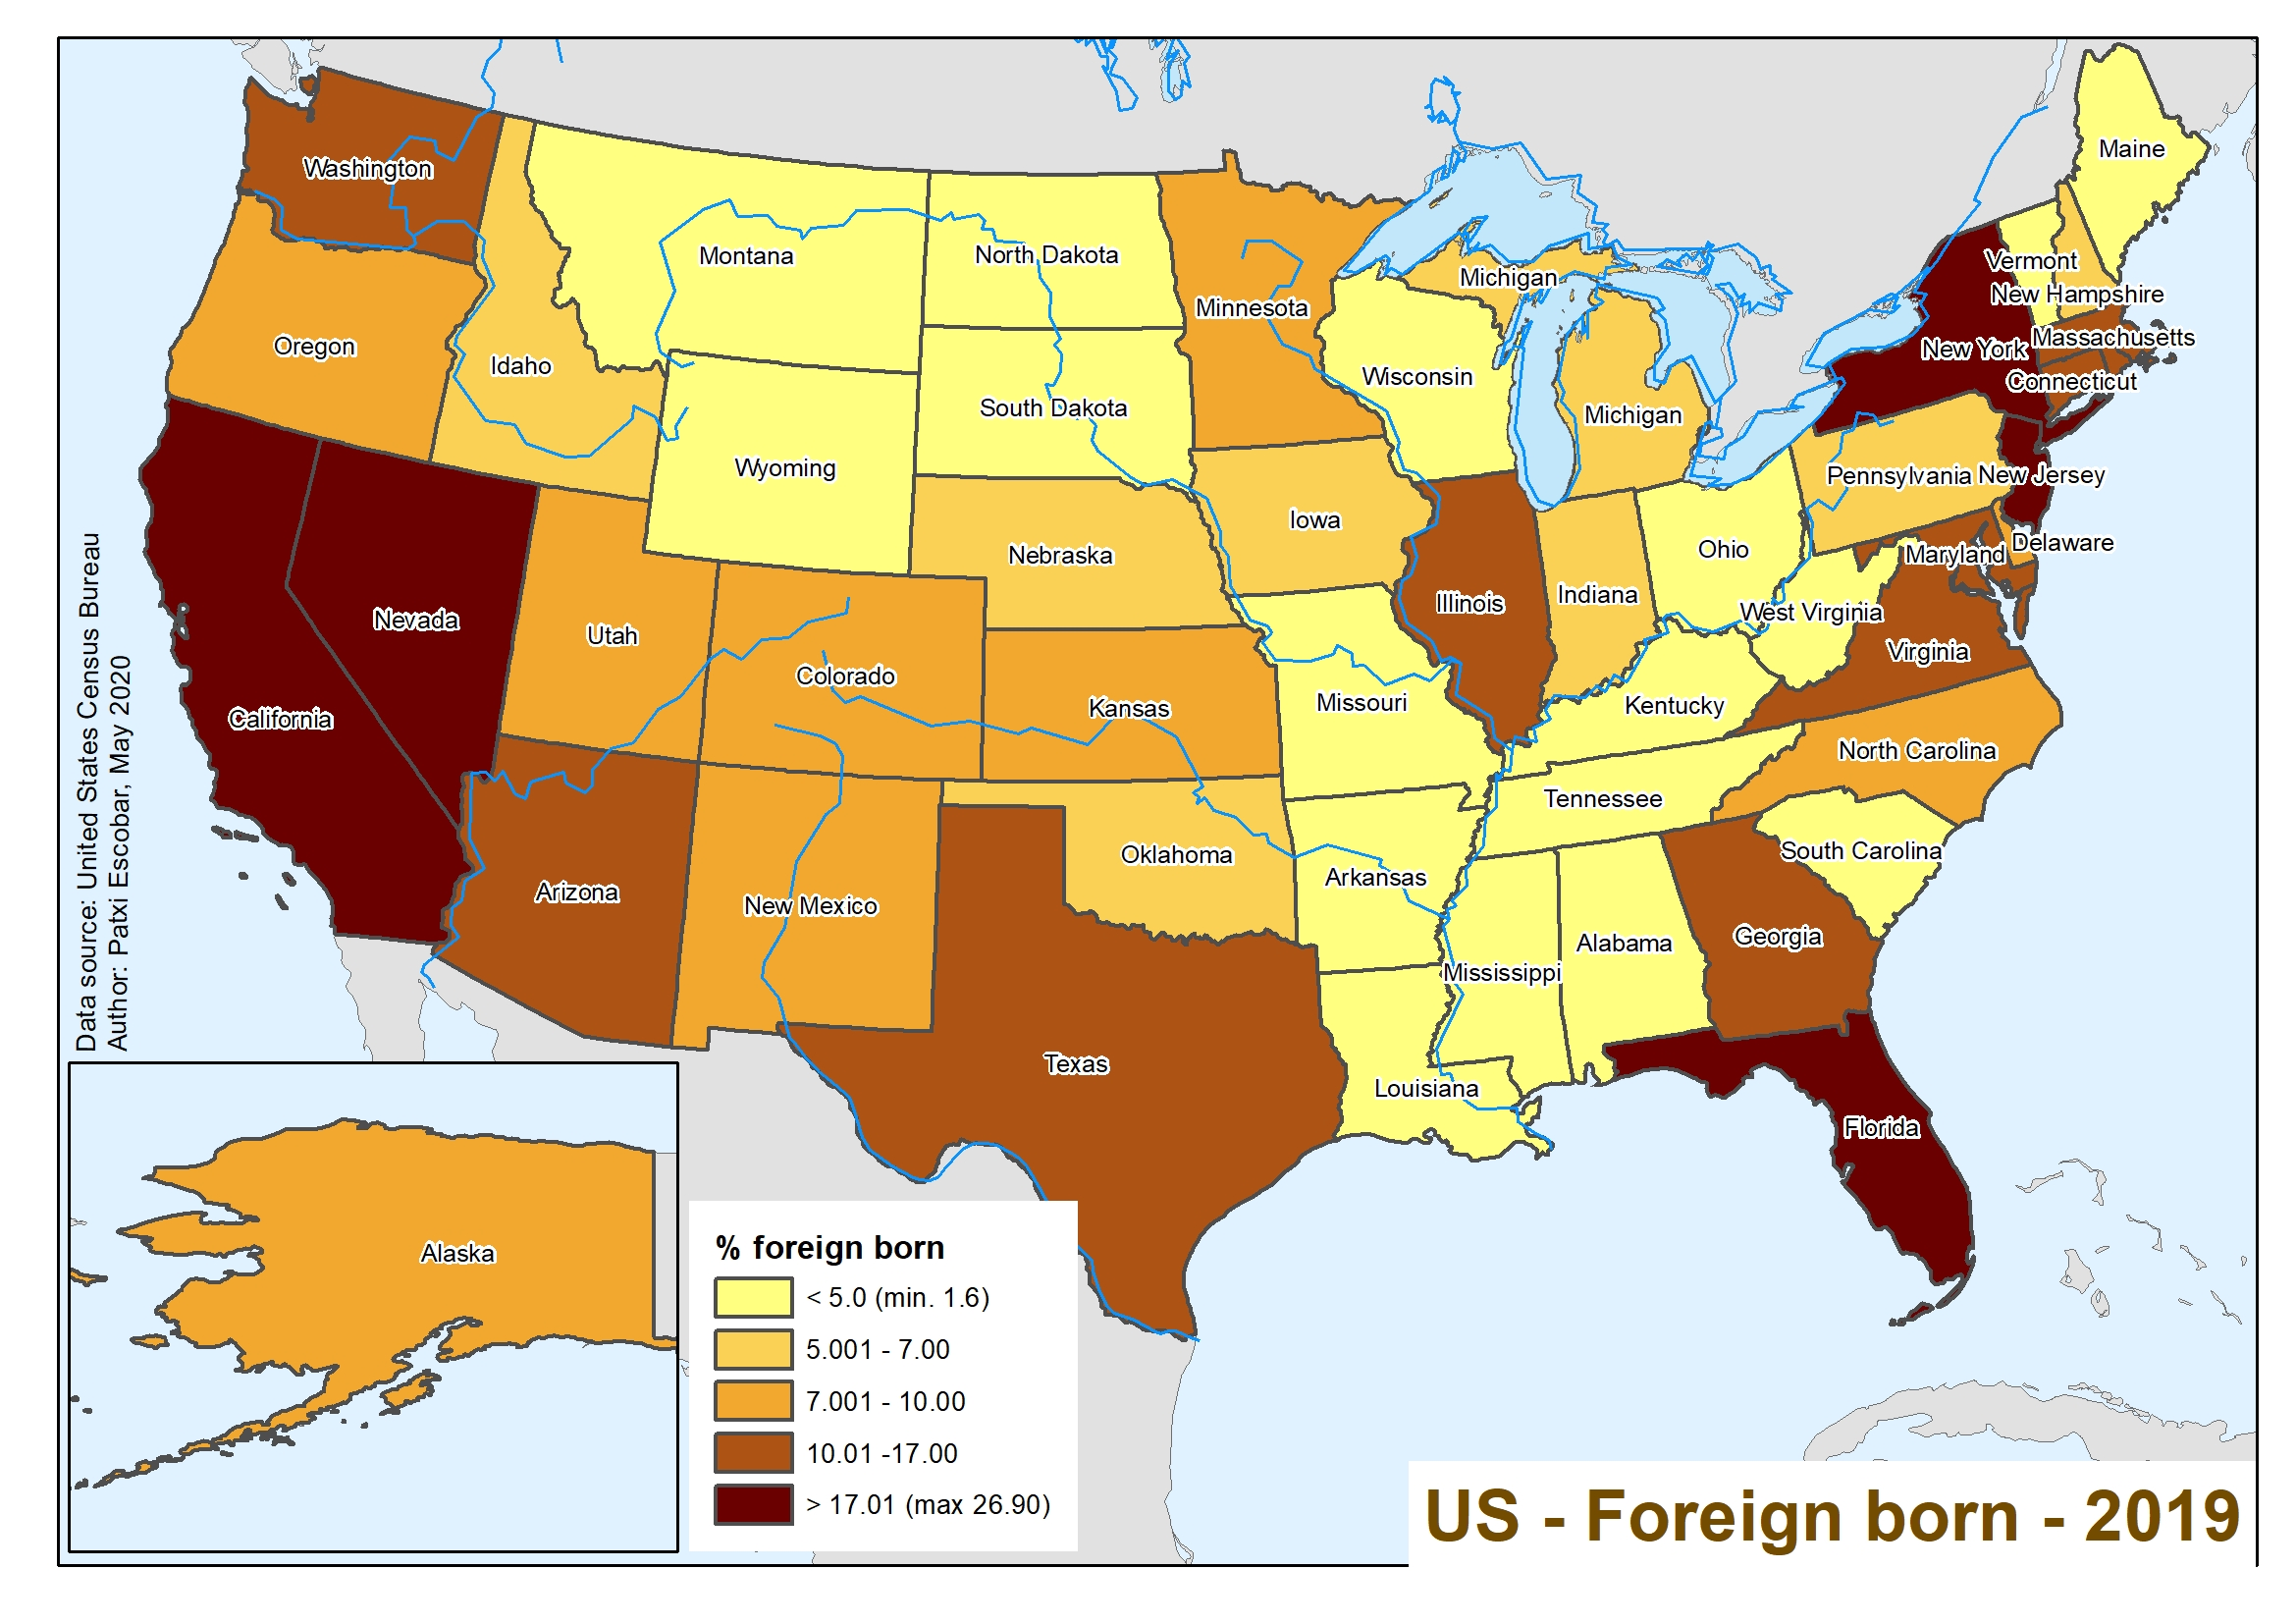 Washington
Maine
Montana
North Dakota
Minnesota
Michigan
Vermont
New Hampshire
Oregon
Idaho
Wisconsin
New York
Massachusetts
Connecticut
South Dakota
Michigan
Wyoming
Pennsylvania
New Jersey
Iowa
Nebraska
Ohio
Maryland
Delaware
Nevada
Utah
Illinois
Indiana
West Virginia
Virginia
California
Colorado
Kansas
Missouri
Kentucky
North Carolina
Tennessee
Arizona
New Mexico
Oklahoma
Arkansas
South Carolina
Mississippi
Alabama
Georgia
Texas
Louisiana
Florida
Alaska
Data source: United States Census Bureau
Author: Patxi Escobar, May 2020
% foreign born
< 5.0 (min. 1.6)
5.001 - 7.00
7.001 - 10.00
10.01 -17.00
> 17.01 (max 26.90)
US - Foreign born - 2019